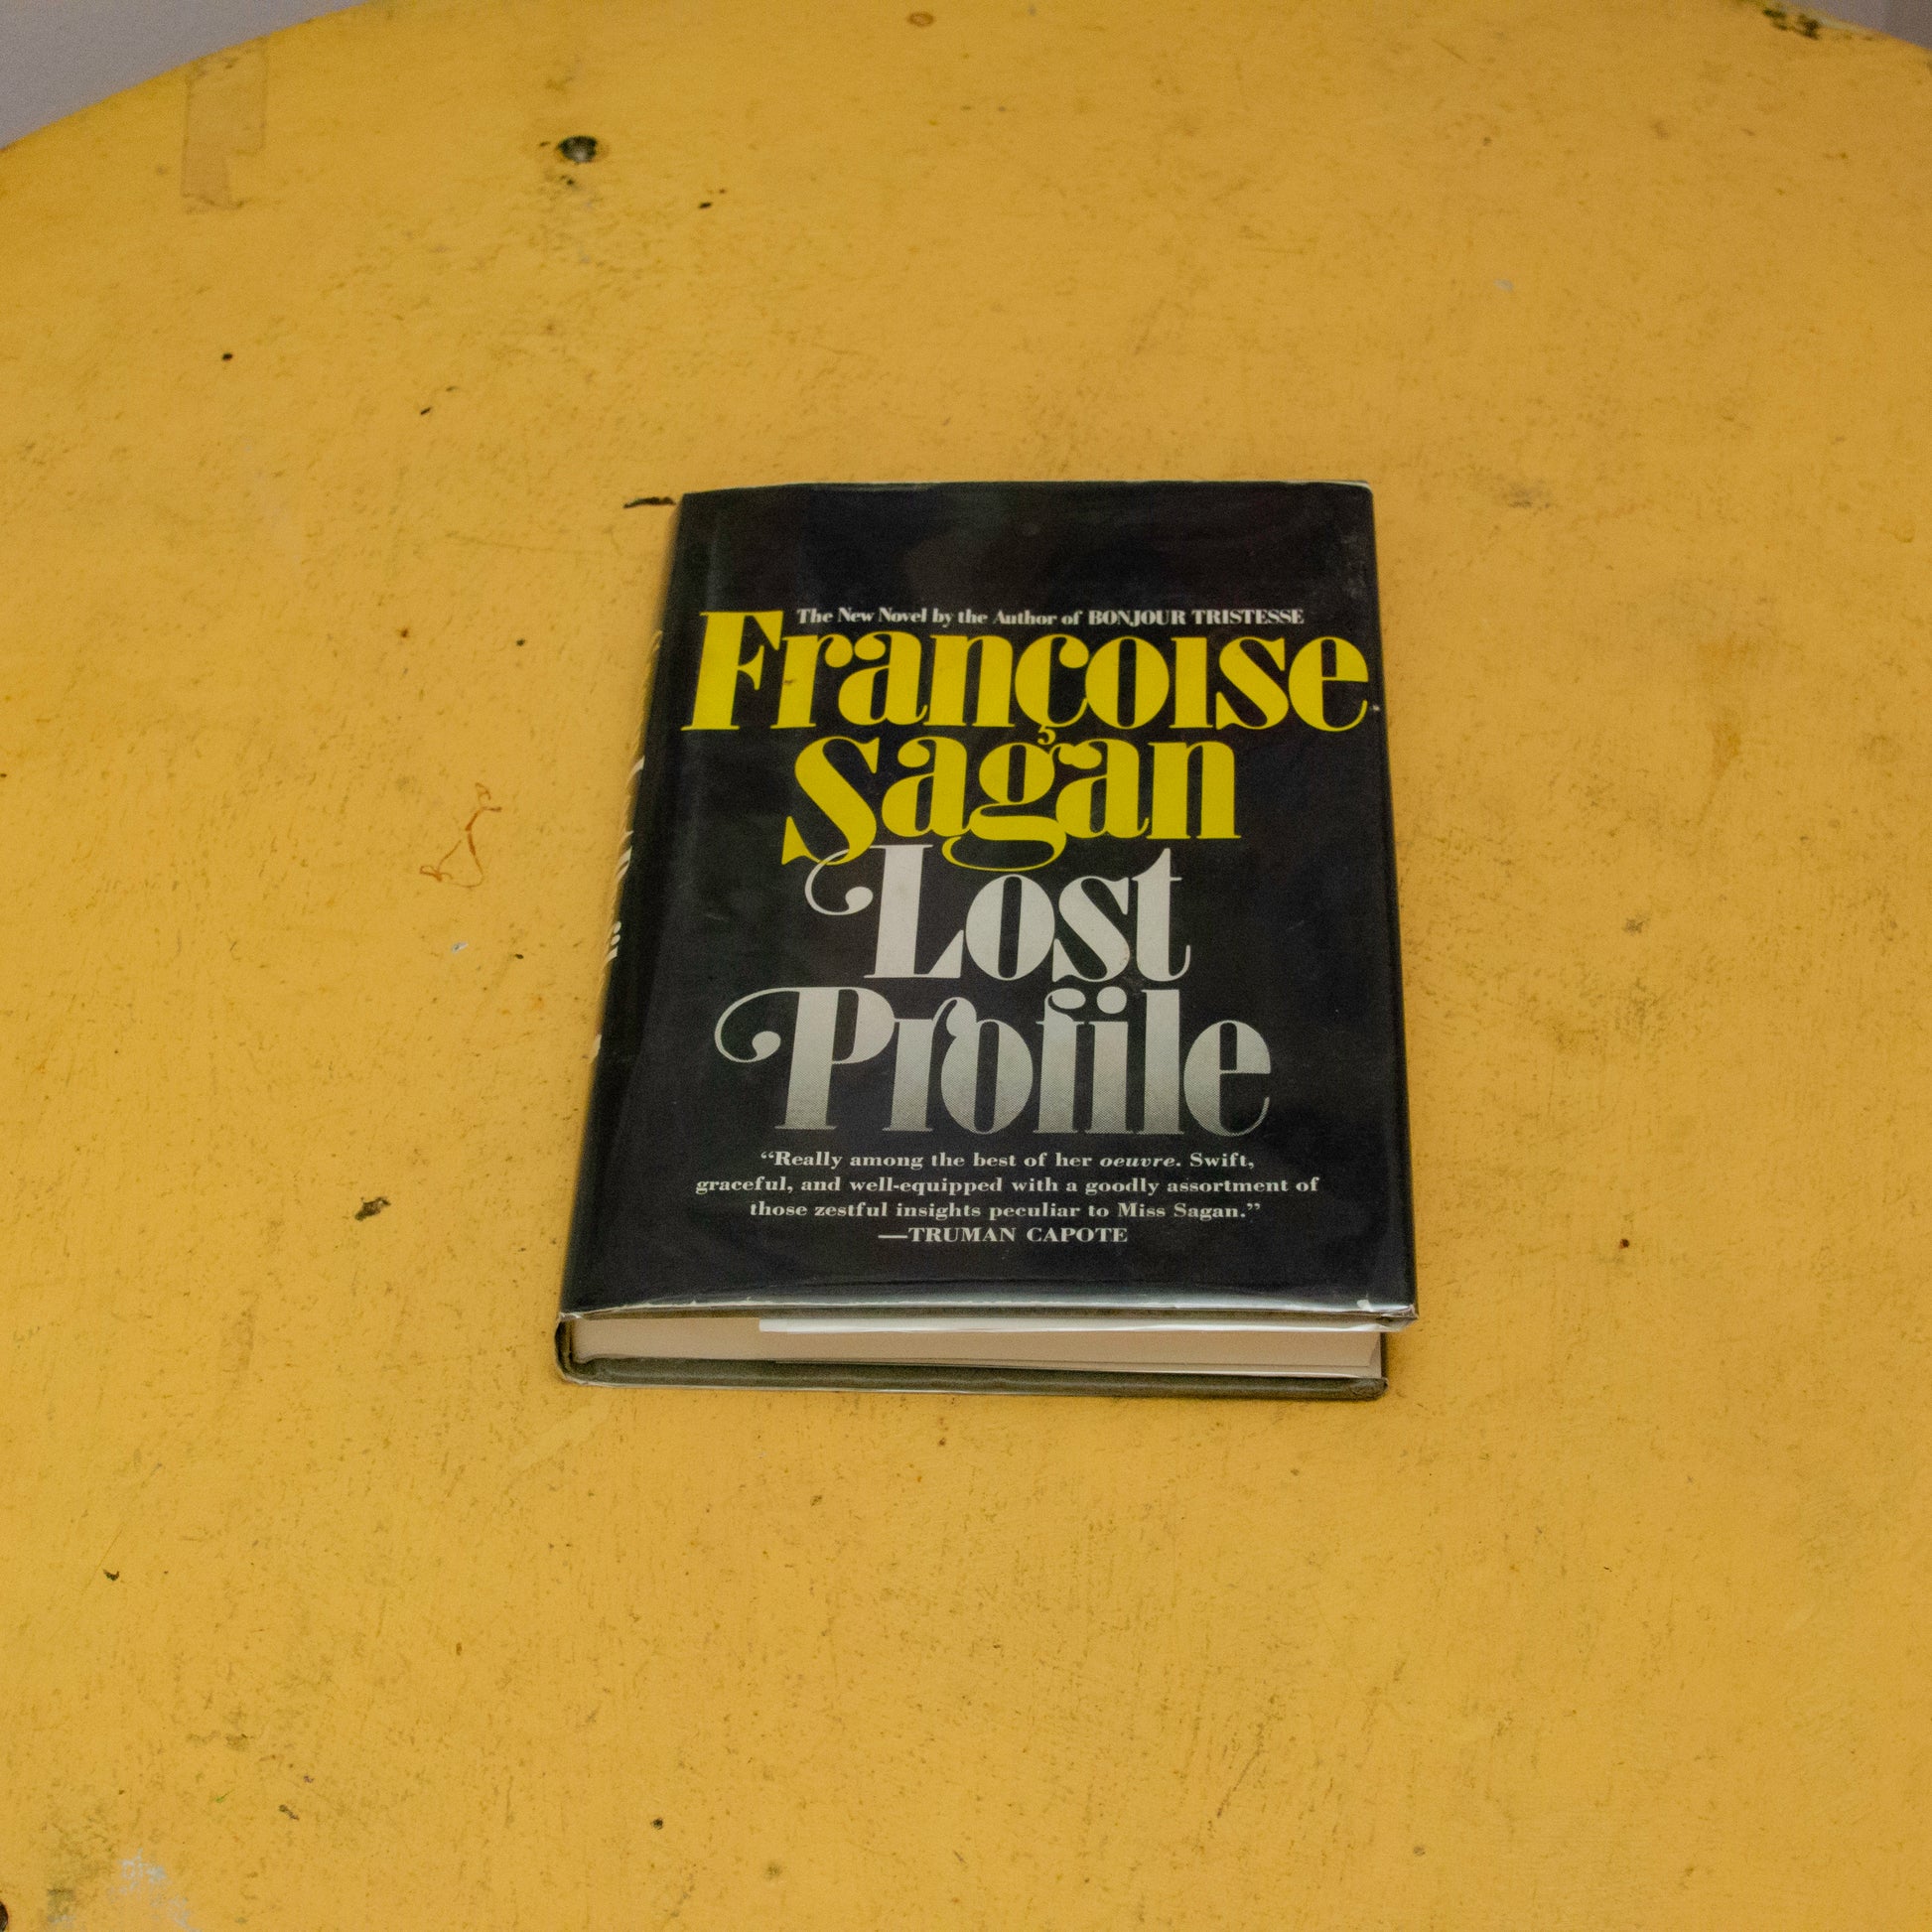 The New Novel by the Author of BONJOUR TRISTESSE
Françoise
Sagan
Lost
Profile
“Really among the best of her oeuvre. Swift,
graceful, and well-equipped with a goodly assortment of
those zestful insights peculiar to Miss Sagan.”
—TRUMAN CAPOTE